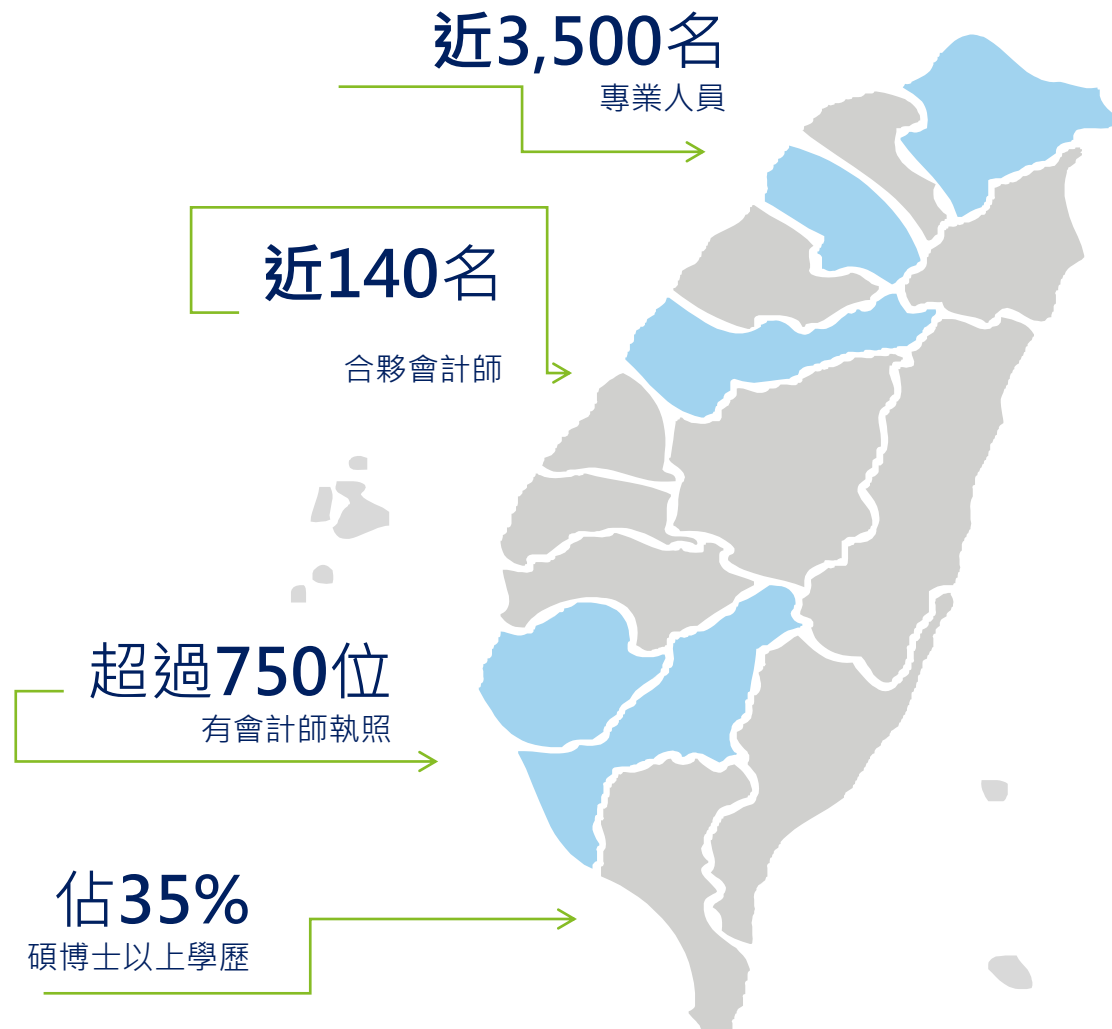 近3,500名
專業人員
近140名
合夥會計師
超過750位
有會計師執照
佔35%
碩博士以上學歷